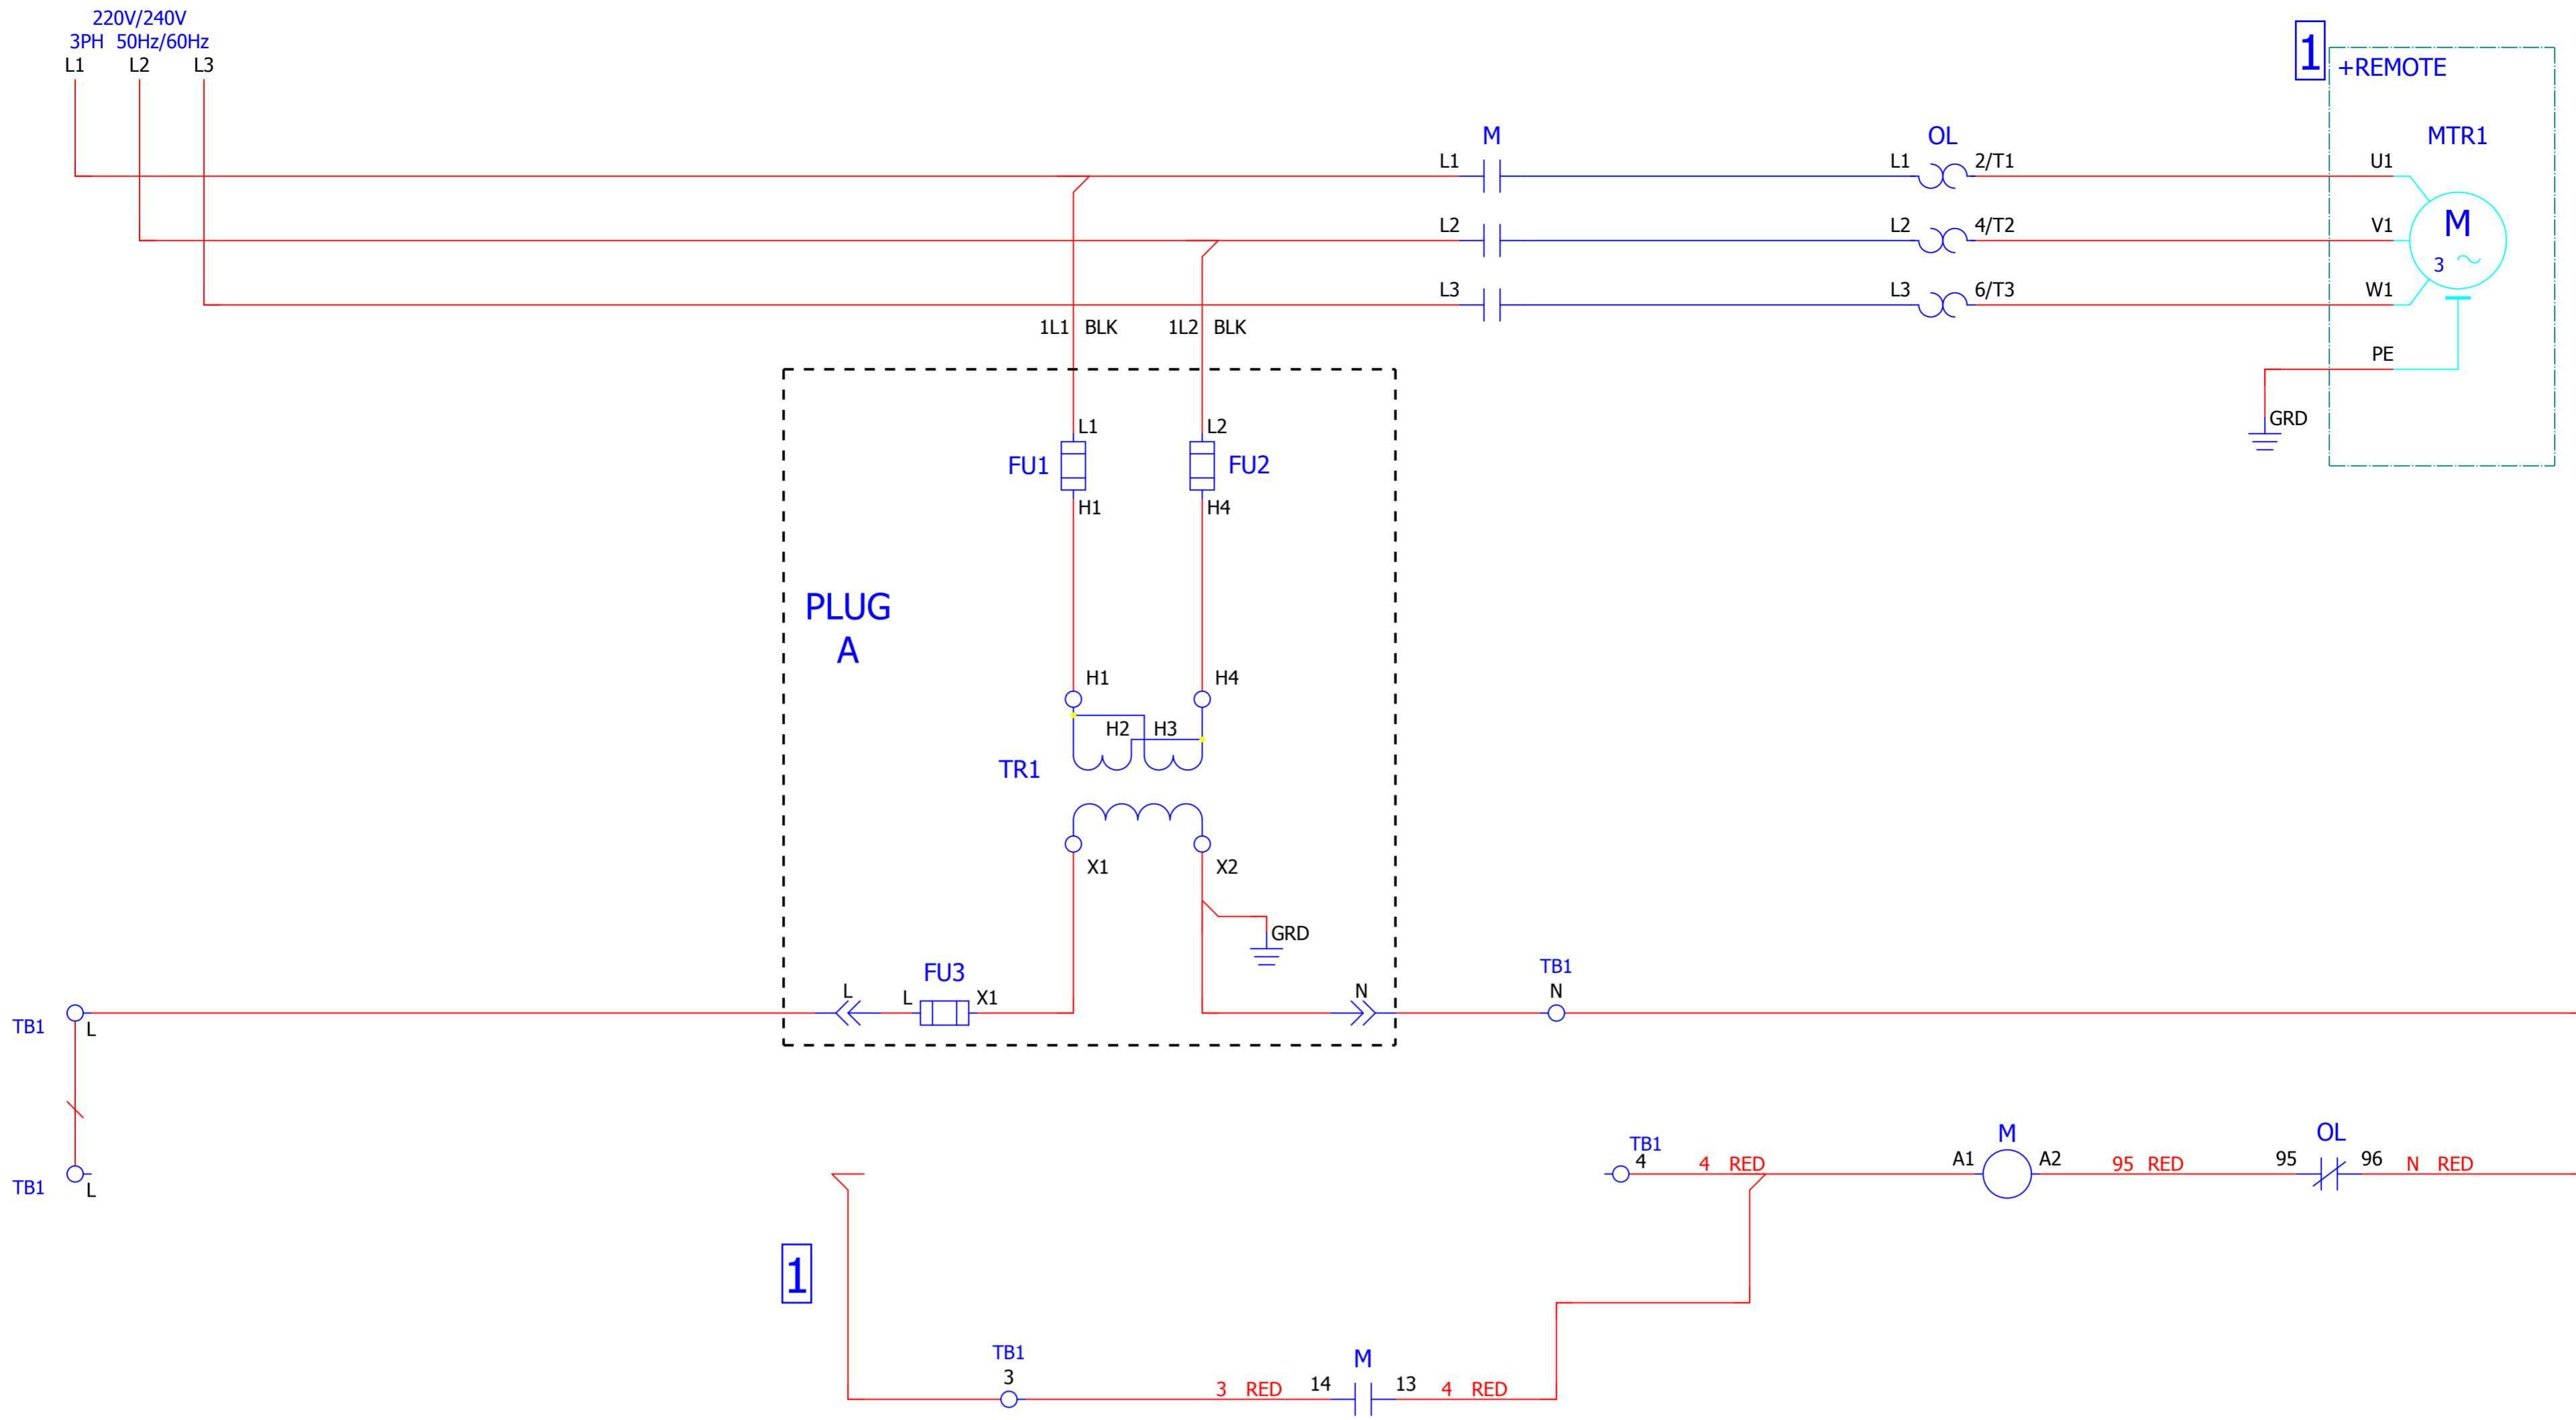 220V/240V
3PH 50Hz/60Hz
L1 L2 L3
1
+REMOTE
MTR1
M OL
L1 L1 2/T1 U1
L2 L2 4/T2 V1
M
3
L3 L3 6/T3 W1
1L1 BLK 1L2 BLK
PE
GRD
L1 L2
FU1 FU2
H1 H4
PLUG
A
H1 H4
H2 H3
TR1
X1 X2
GRD
FU3
L L X1 N
TB1
N
TB1 L
TB1
4 4 RED A1 M A2 95 RED 95 OL 96 N RED
TB1 L
1
TB1
3 3 RED 14 M 13 4 RED